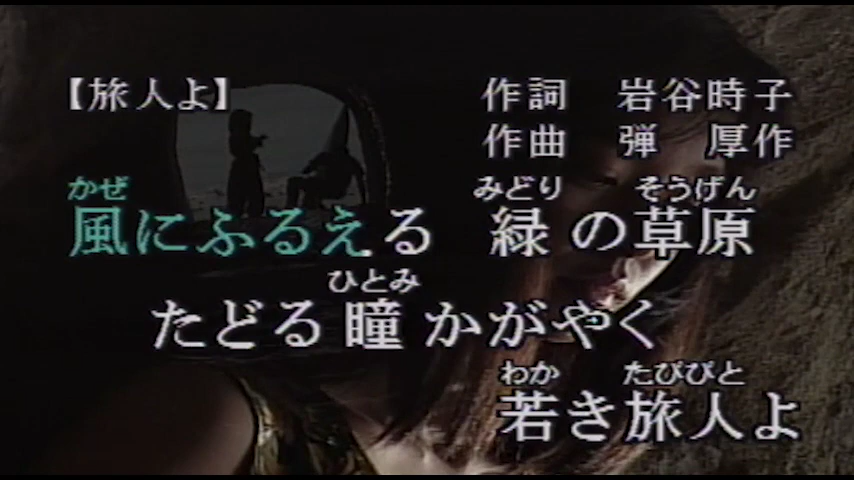 【旅人よ】
作詞 岩谷時子
作曲 弾 厚作
かぜ みどり そうげん
風にふるえる 緑の草原
ひとみ
たどる瞳かがやく
わか たびびと
若き旅人よ